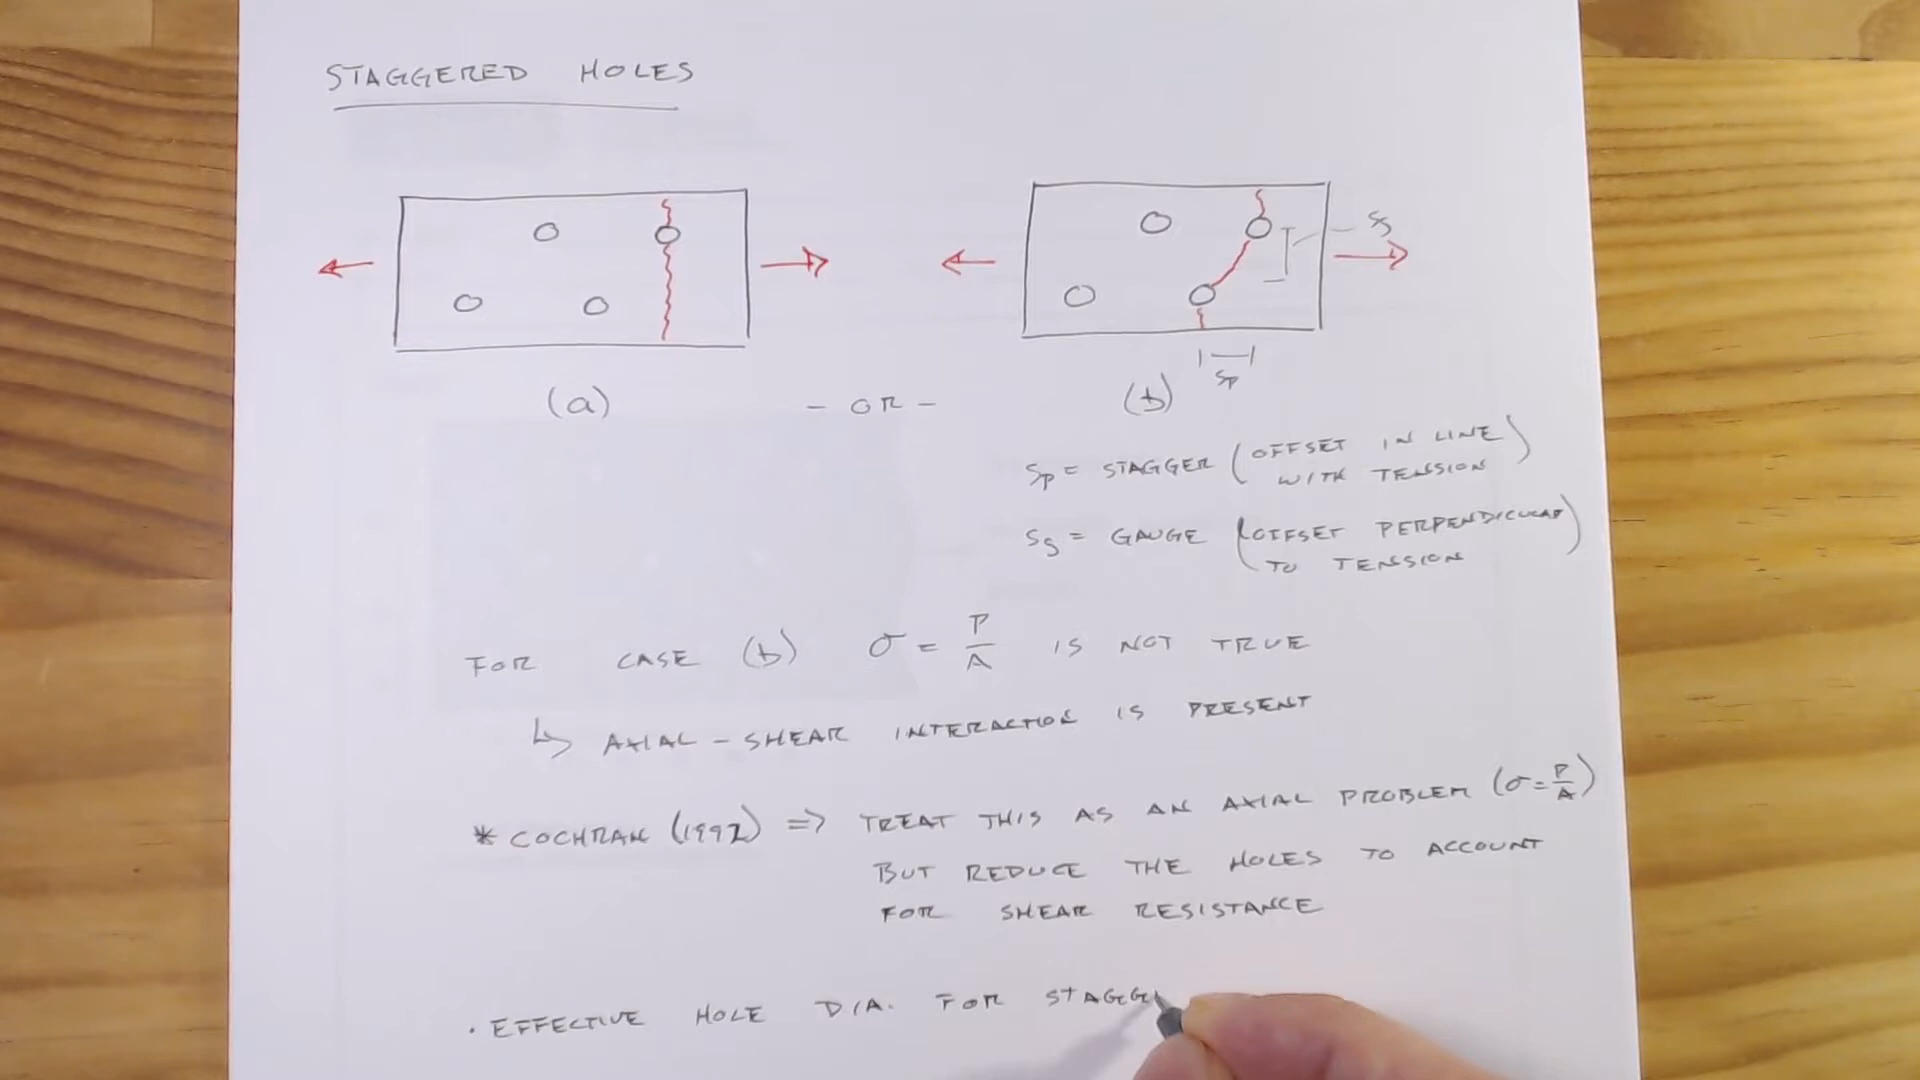 STAGGERED HOLES
Sg
Sp
(a) - OR - (b)
Sp = STAGGER (OFFSET IN LINE
WITH TENSION)
Sg = GAUGE (OFFSET PERPENDICULAR
TO TENSION)
FOR CASE (b) σ = P/A IS NOT TRUE
↳ AXIAL - SHEAR INTERACTION IS PRESENT
* COCHRAN (1992) => TREAT THIS AS AN AXIAL PROBLEM (σ = P/A)
BUT REDUCE THE HOLES TO ACCOUNT
FOR SHEAR RESISTANCE
• EFFECTIVE HOLE DIA. FOR STAGGE